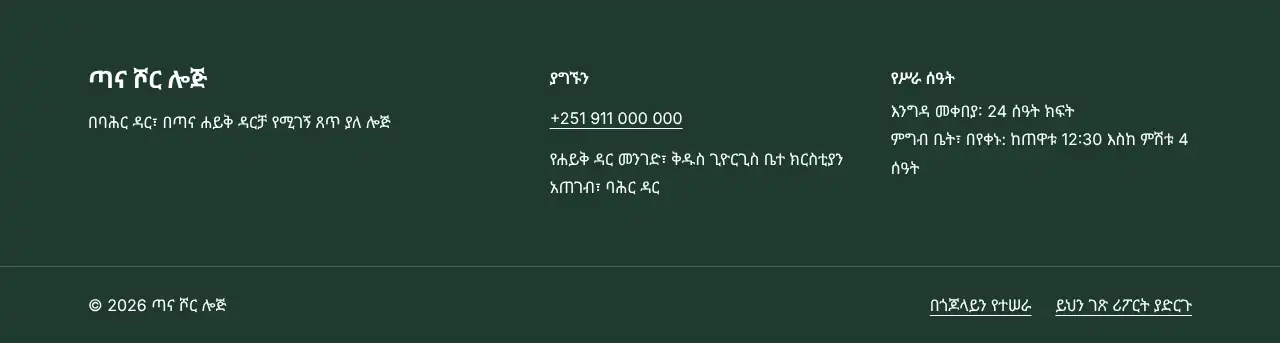 ጣና ሾር ሎጅ
በባሕር ዳር፣ በጣና ሐይቅ ዳርቻ የሚገኝ ጸጥ ያለ ሎጅ
ያግኙን
+251 911 000 000
የሐይቅ ዳር መንገድ፣ ቅዱስ ጊዮርጊስ ቤተ ክርስቲያን
አጠገብ፣ ባሕር ዳር
የሥራ ሰዓት
እንግዳ መቀበያ: 24 ሰዓት ክፍት
ምግብ ቤት፣ በየቀኑ: ከጠዋቱ 12:30 እስከ ምሽቱ 4
ሰዓት
© 2026 ጣና ሾር ሎጅ
በጎጆላይን የተሠራ
ይህን ገጽ ሪፖርት ያድርጉ